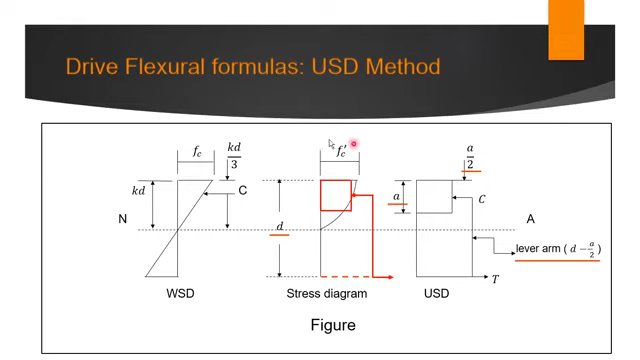 Drive Flexural formulas: USD Method
f_c
kd/3
f_c′
a/2
kd
C
a
C
N
d
A
lever arm ( d − a/2 )
T
WSD
Stress diagram
USD
Figure